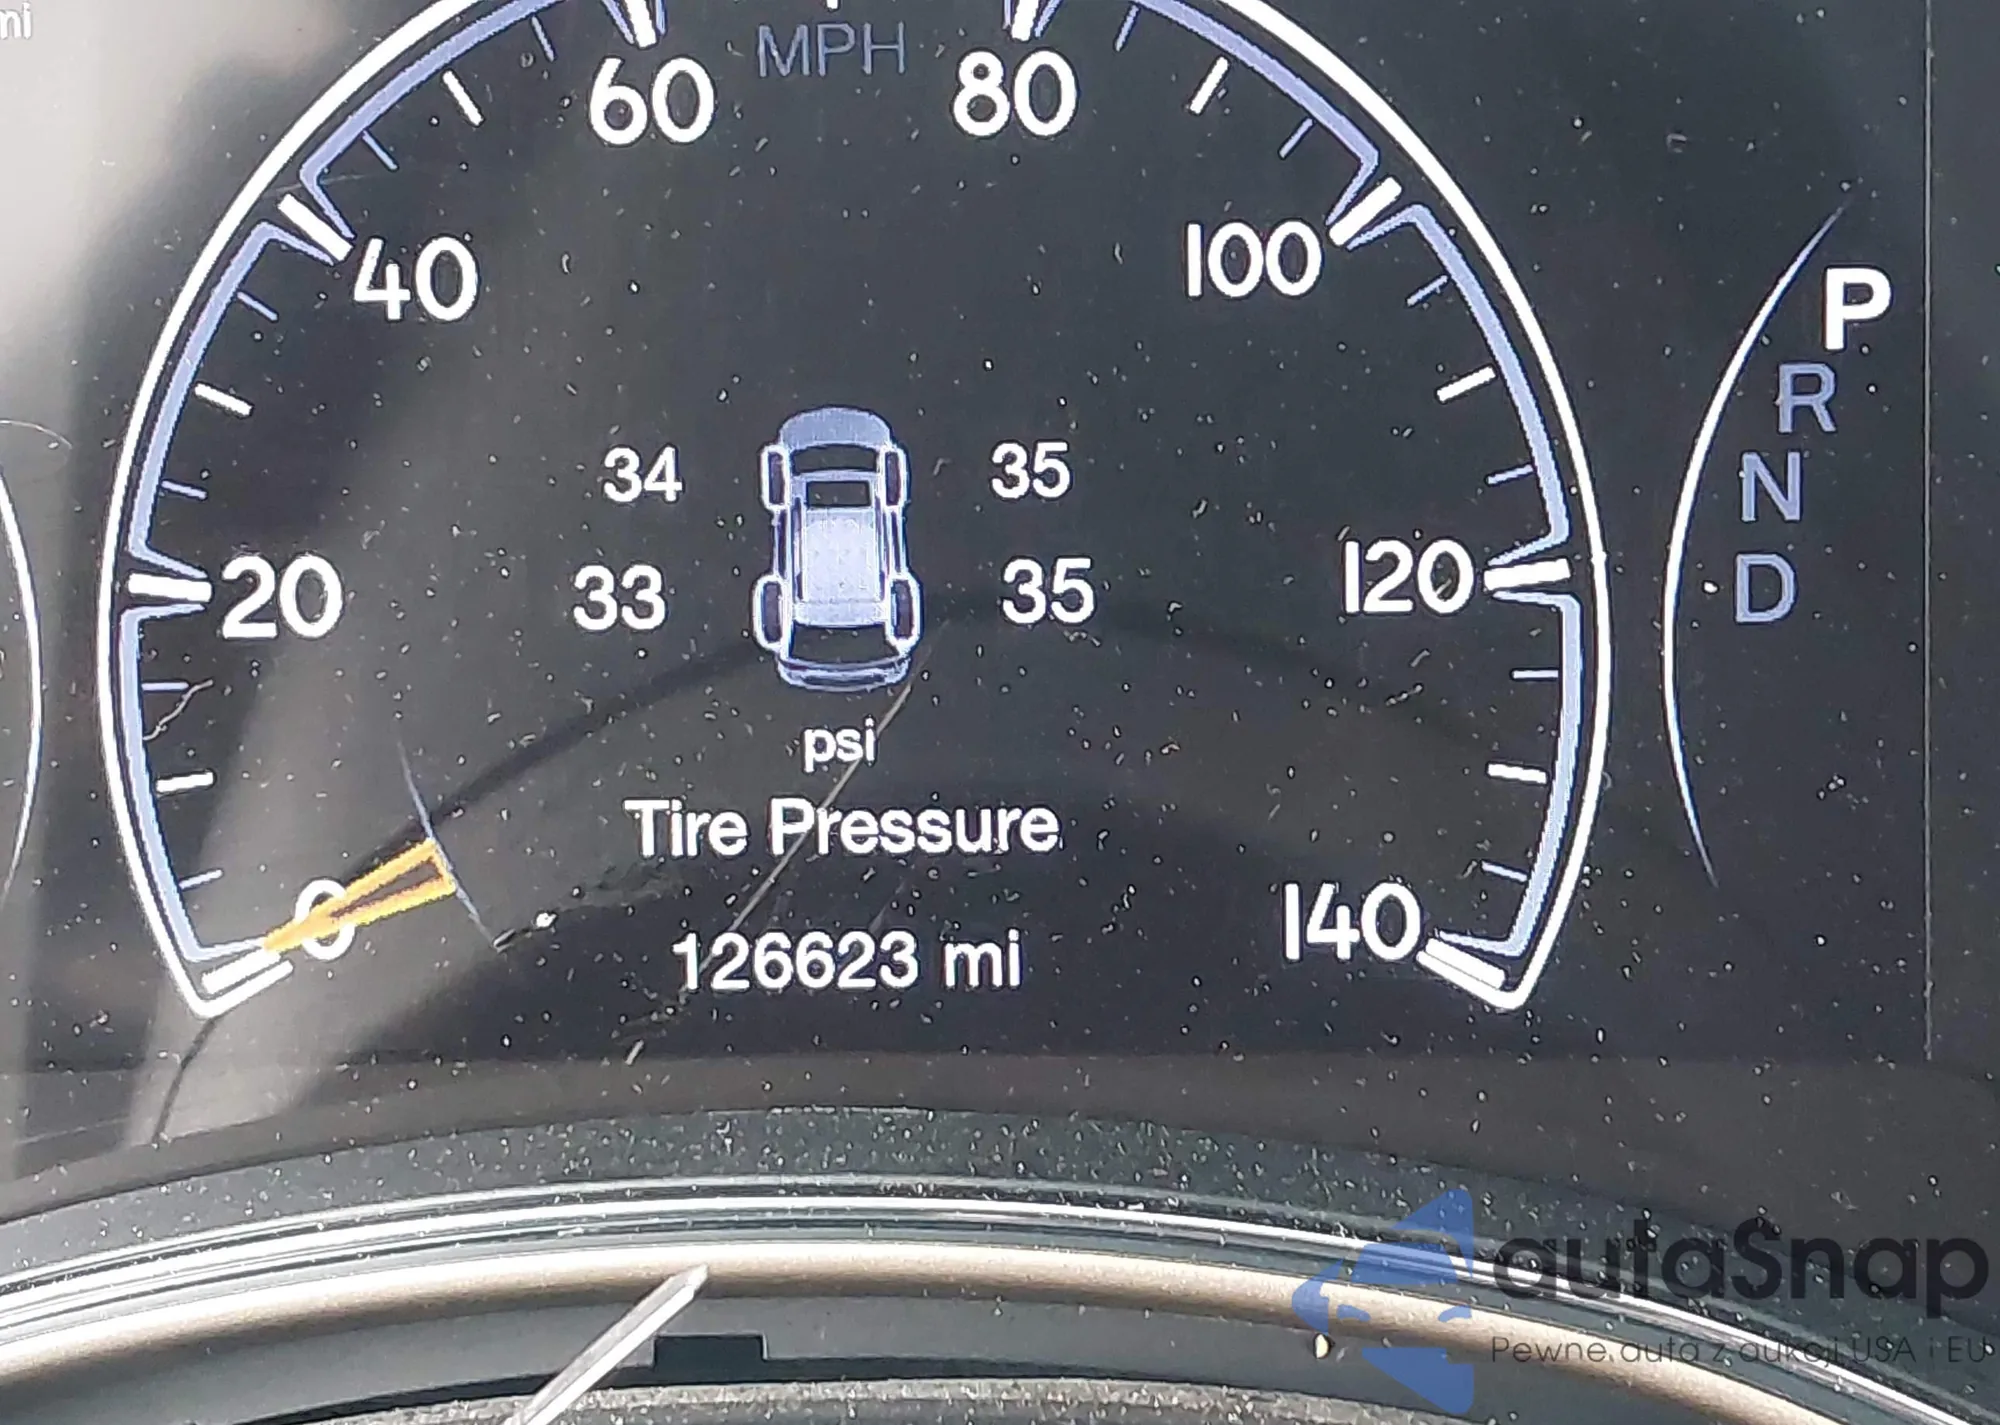 mi
MPH
60
80
40
100
P
R
34
35
N
20
33
35
120
D
psi
Tire Pressure
0
126623 mi
140
autaSnap
Pewne auta z aukcji USA i EU